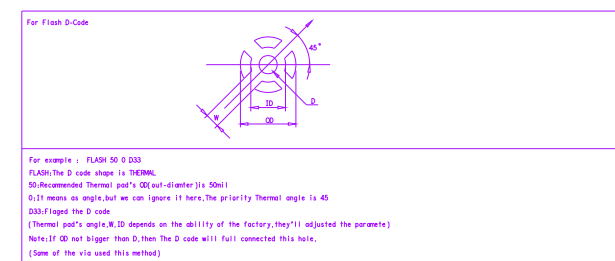 For Flash D-Code
45°
D
ID
W
OD
For example : FLASH 50 0 D33
FLASH:The D code shape is THERMAL
50:Recommended Thermal pad's OD(out-diamter)is 50mil
0:It means as angle,but we can ignore it here,The priority Thermal angle is 45
D33:Flaged the D code
(Thermal pad's angle,W,ID depends on the ability of the factory,they'll adjusted the paramete)
Note:If OD not bigger than D,then The D code will full connected this hole.
(Some of the via used this method)